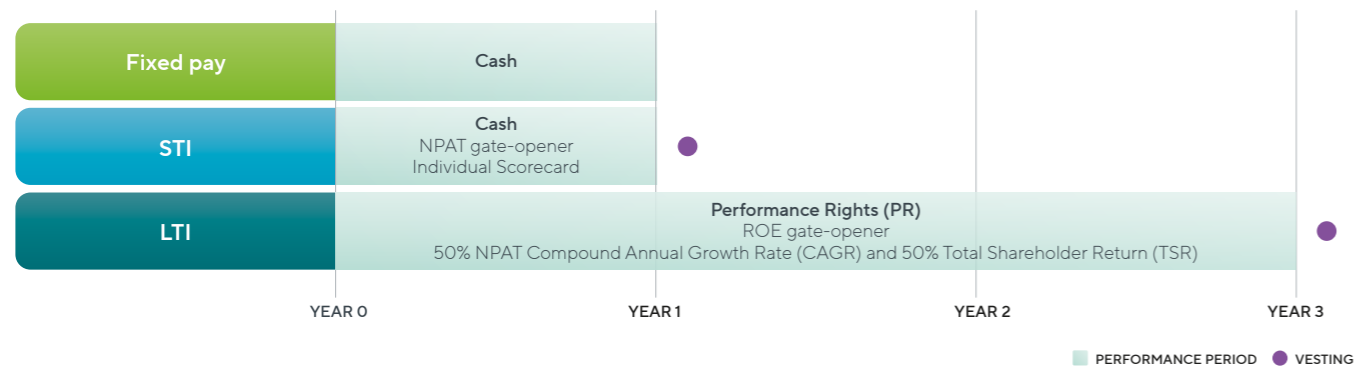 Fixed pay
Cash
STI
Cash
NPAT gate-opener
Individual Scorecard
LTI
Performance Rights (PR)
ROE gate-opener
50% NPAT Compound Annual Growth Rate (CAGR) and 50% Total Shareholder Return (TSR)
YEAR 0
YEAR 1
YEAR 2
YEAR 3
PERFORMANCE PERIOD
VESTING